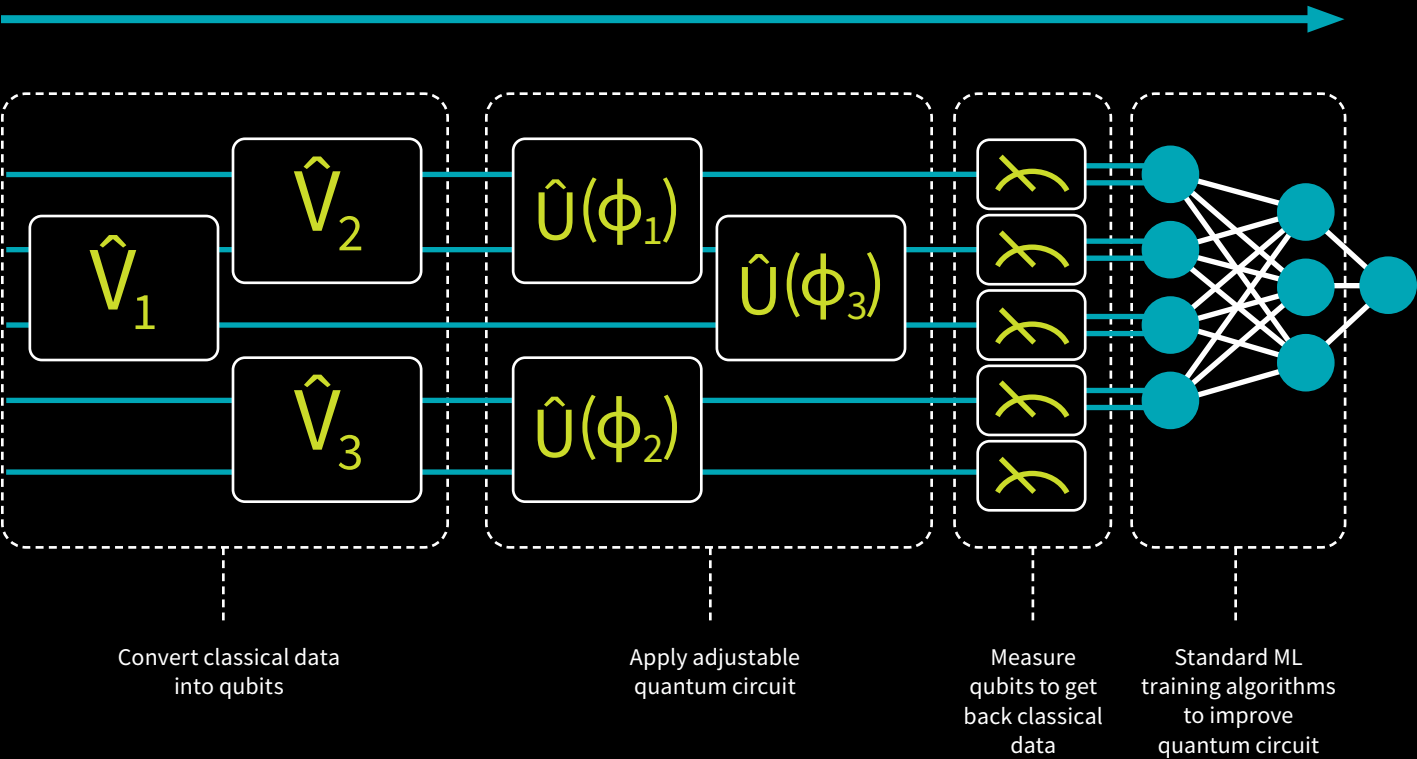 V̂1
V̂2
V̂3
Û(ϕ1)
Û(ϕ2)
Û(ϕ3)
Convert classical data
into qubits
Apply adjustable
quantum circuit
Measure
qubits to get
back classical
data
Standard ML
training algorithms
to improve
quantum circuit